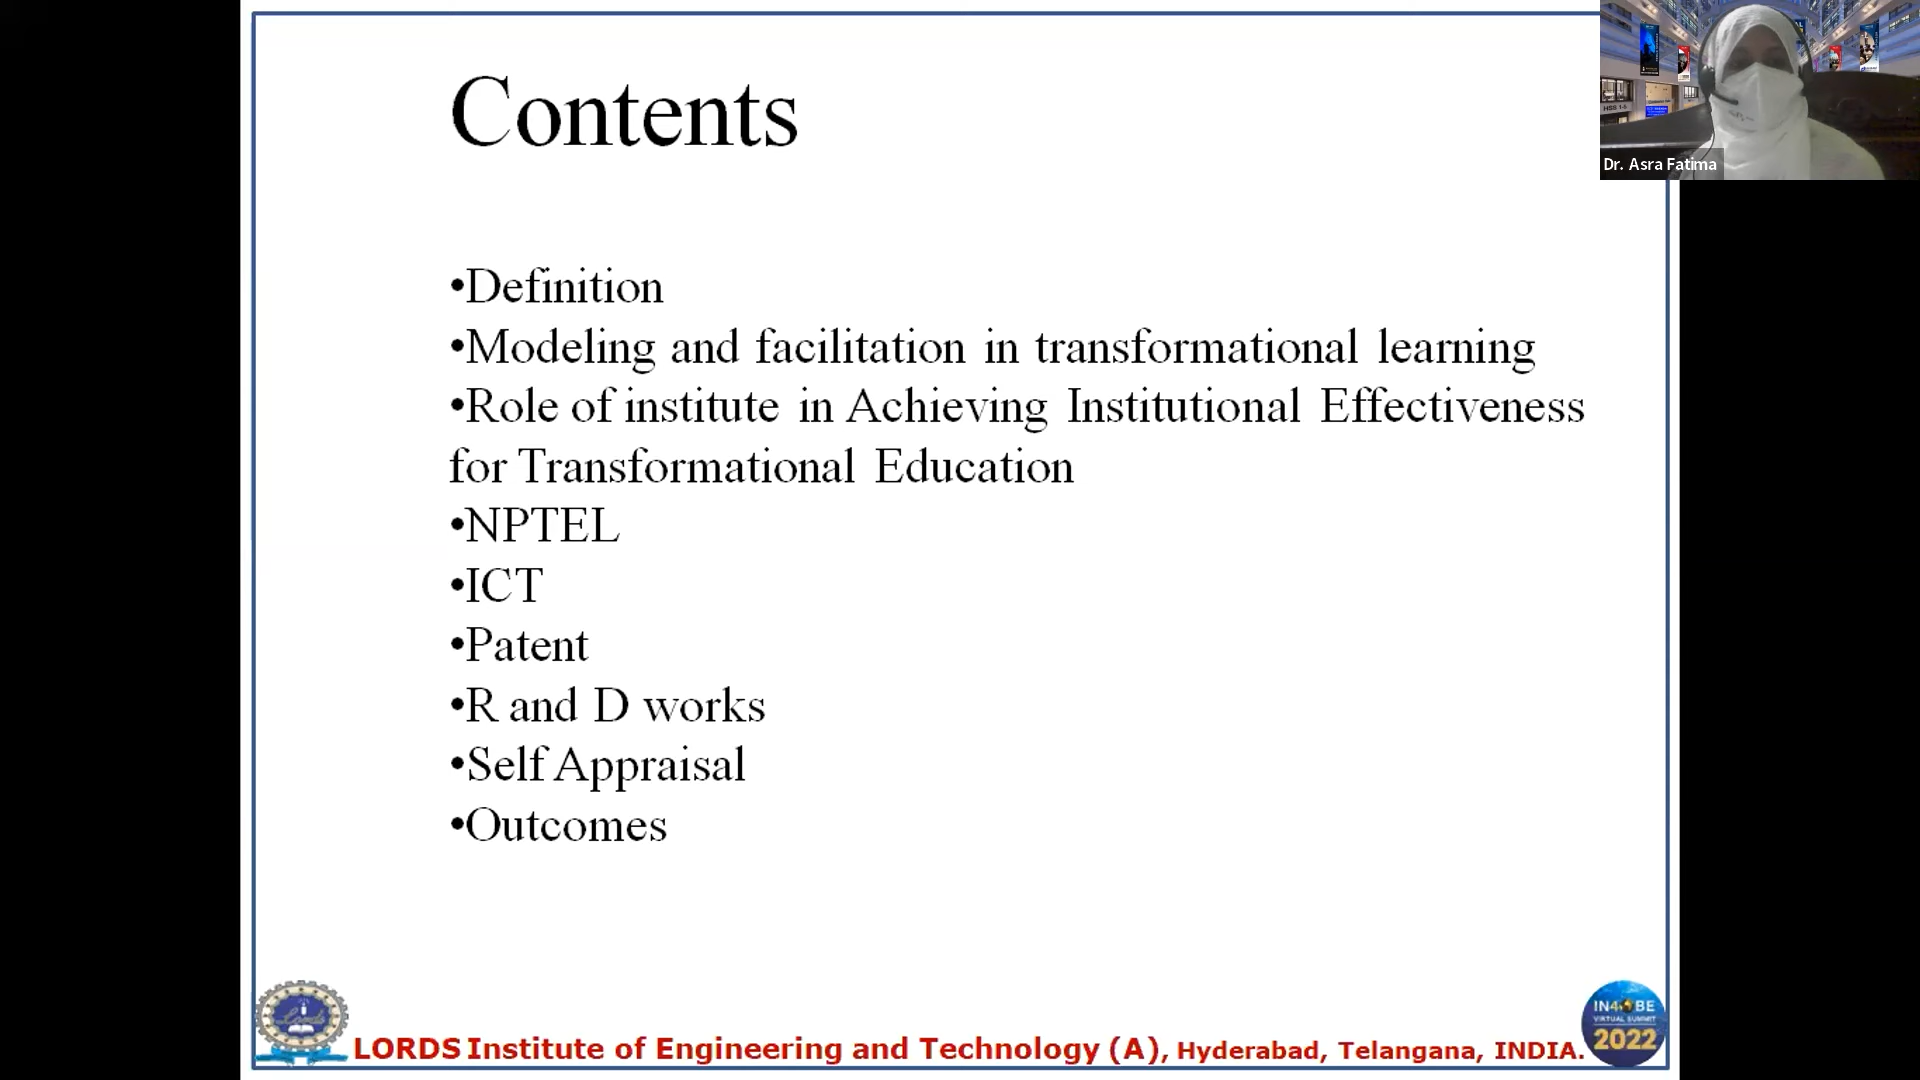 Contents
•Definition
•Modeling and facilitation in transformational learning
•Role of institute in Achieving Institutional Effectiveness
for Transformational Education
•NPTEL
•ICT
•Patent
•R and D works
•Self Appraisal
•Outcomes
LORDS Institute of Engineering and Technology (A), Hyderabad, Telangana, INDIA.
Lords
IN4OBE
VIRTUAL SUMMIT
2022
Dr. Asra Fatima